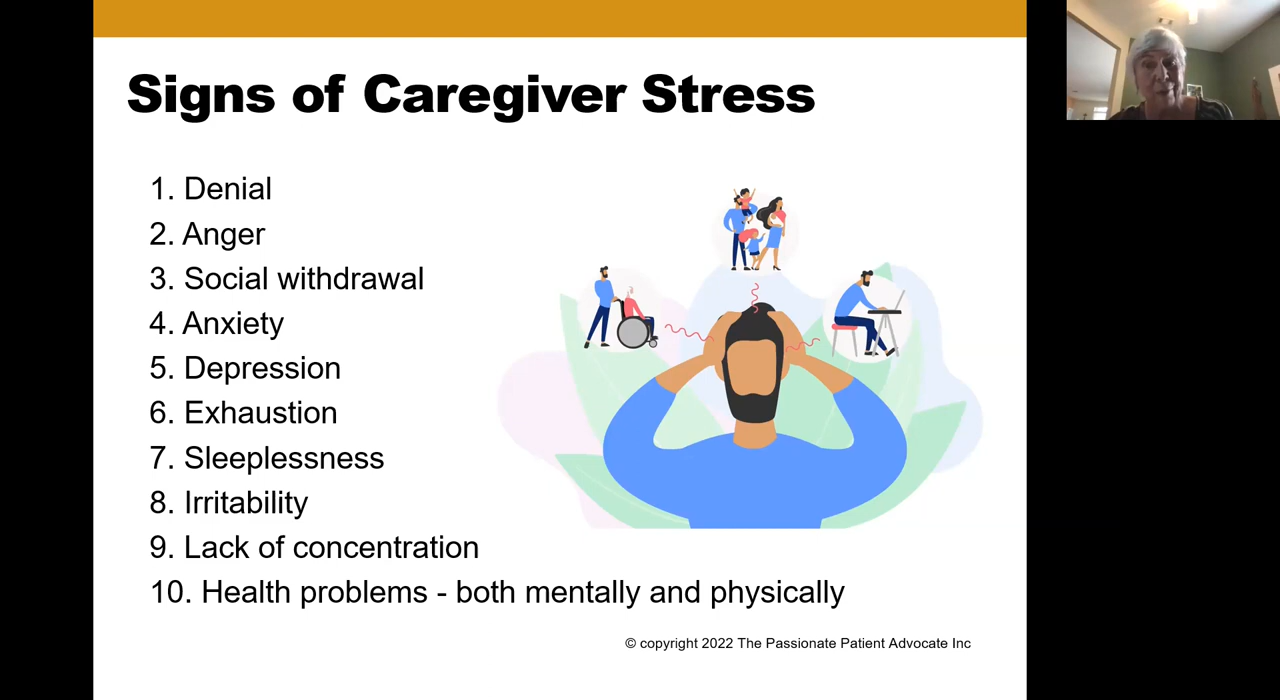 Signs of Caregiver Stress
1. Denial
2. Anger
3. Social withdrawal
4. Anxiety
5. Depression
6. Exhaustion
7. Sleeplessness
8. Irritability
9. Lack of concentration
10. Health problems - both mentally and physically
© copyright 2022 The Passionate Patient Advocate Inc